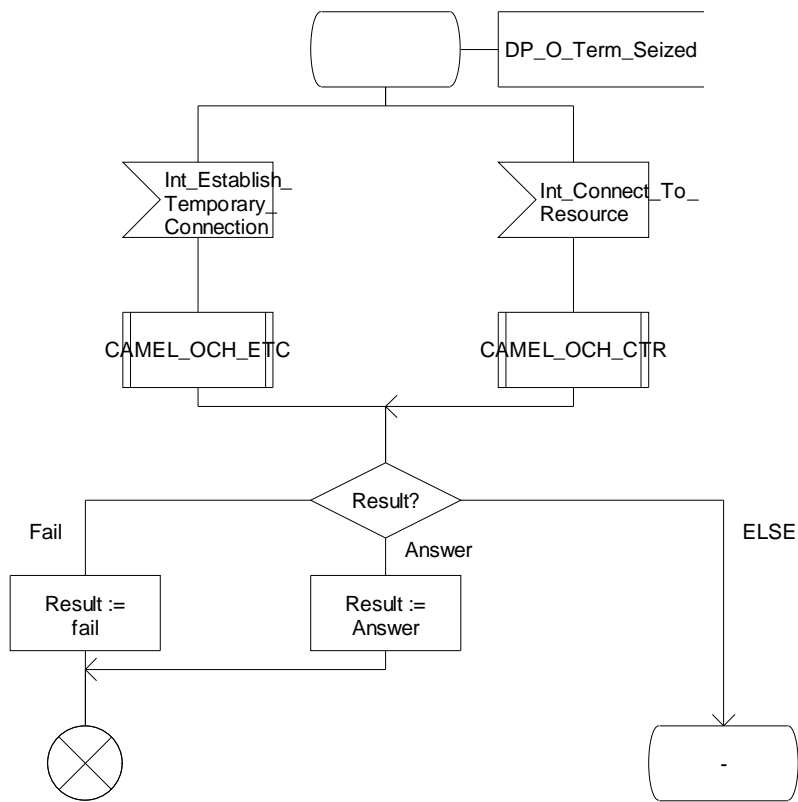 DP_O_Term_Seized
Int_Establish_
Temporary_
Connection
Int_Connect_To_
Resource
CAMEL_OCH_ETC
CAMEL_OCH_CTR
Result?
Fail
Answer
ELSE
Result :=
fail
Result :=
Answer
-